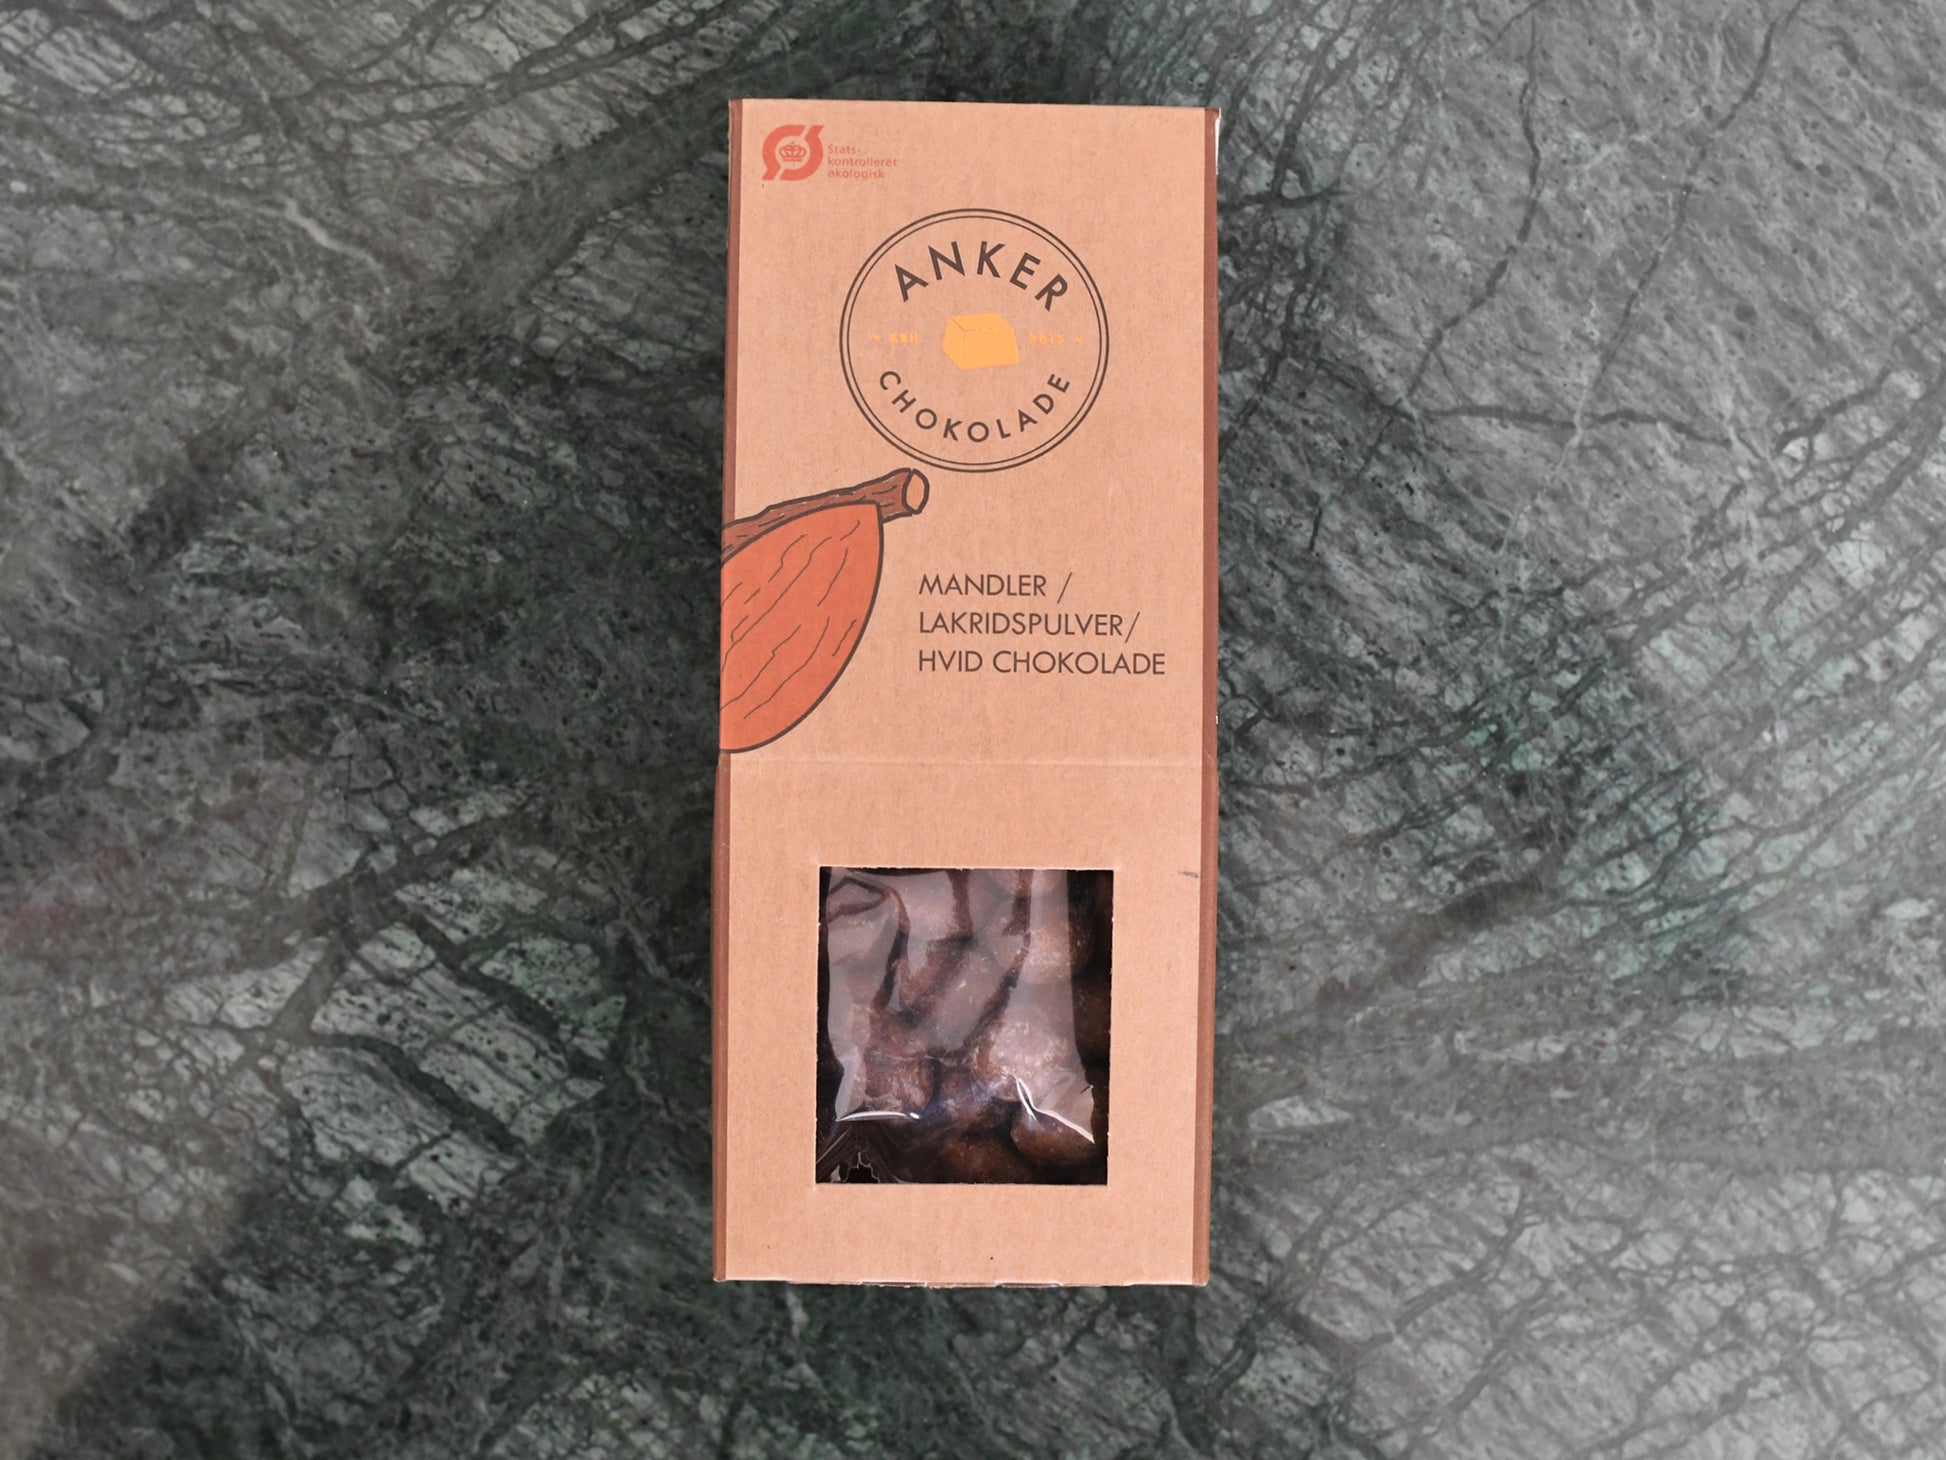 Stats-
kontrolleret
økologisk
ANKER
KBH. 2015
CHOKOLADE
MANDLER /
LAKRIDSPULVER/
HVID CHOKOLADE